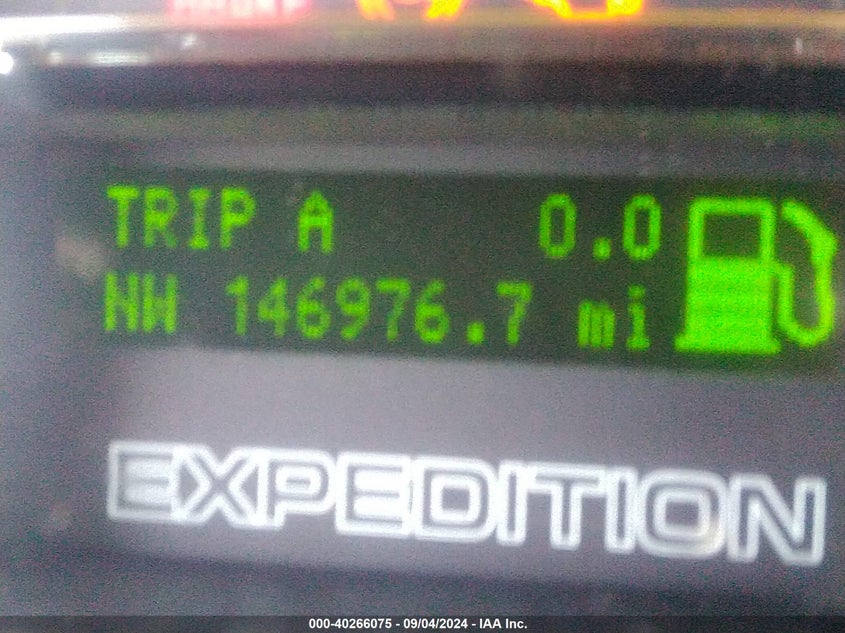 TRIP A 0.0
NW 146976.7 mi
EXPEDITION
000-40266075 - 09/04/2024 - IAA Inc.